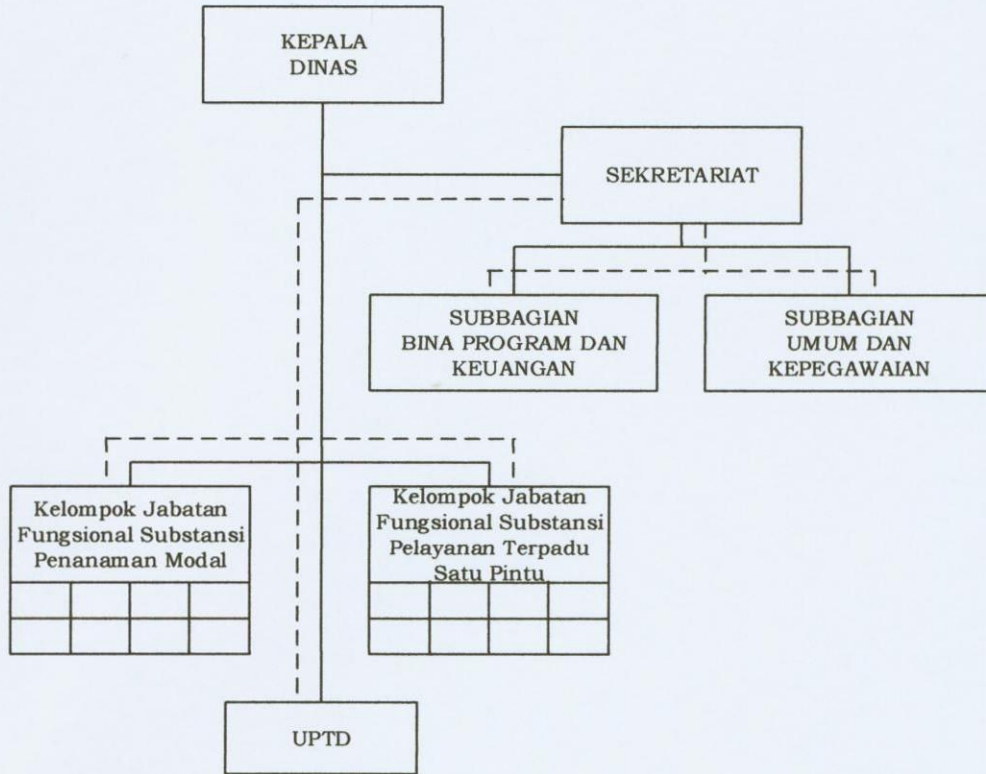 KEPALA
DINAS
SEKRETARIAT
SUBBAGIAN
BINA PROGRAM DAN
KEUANGAN
SUBBAGIAN
UMUM DAN
KEPEGAWAIAN
Kelompok Jabatan
Fungsional Substansi
Penanaman Modal
Kelompok Jabatan
Fungsional Substansi
Pelayanan Terpadu
Satu Pintu
UPTD